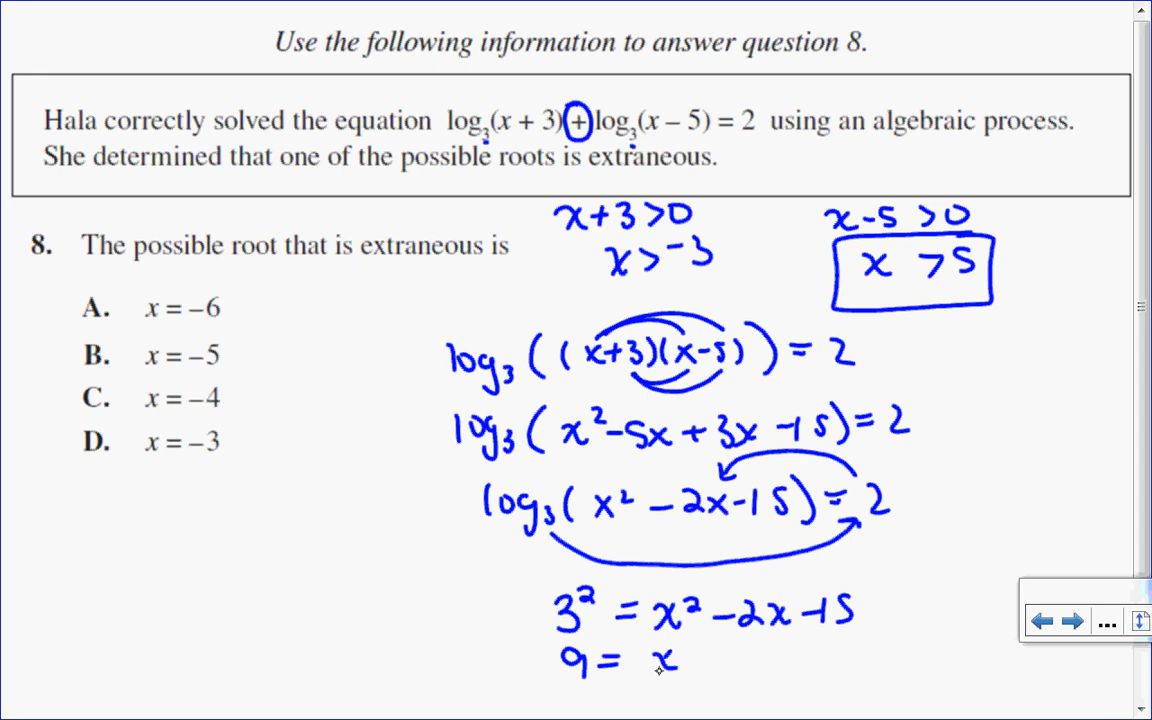 Use the following information to answer question 8.
Hala correctly solved the equation log₃(x + 3) + log₃(x – 5) = 2 using an algebraic process.
She determined that one of the possible roots is extraneous.
x+3>0 x-5>0
x>-3 x>5
8. The possible root that is extraneous is
A. x = –6
B. x = –5
C. x = –4
D. x = –3
log₃((x+3)(x-5))=2
log₃(x²-5x+3x-15)=2
log₃(x²-2x-15)=2
3²=x²-2x-15
9= x
...